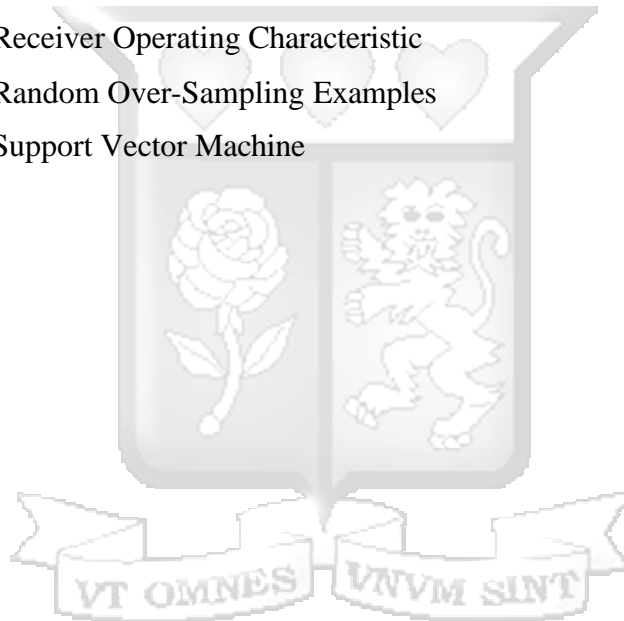 Receiver Operating Characteristic
Random Over-Sampling Examples
Support Vector Machine
VT OMNES VNVM SINT